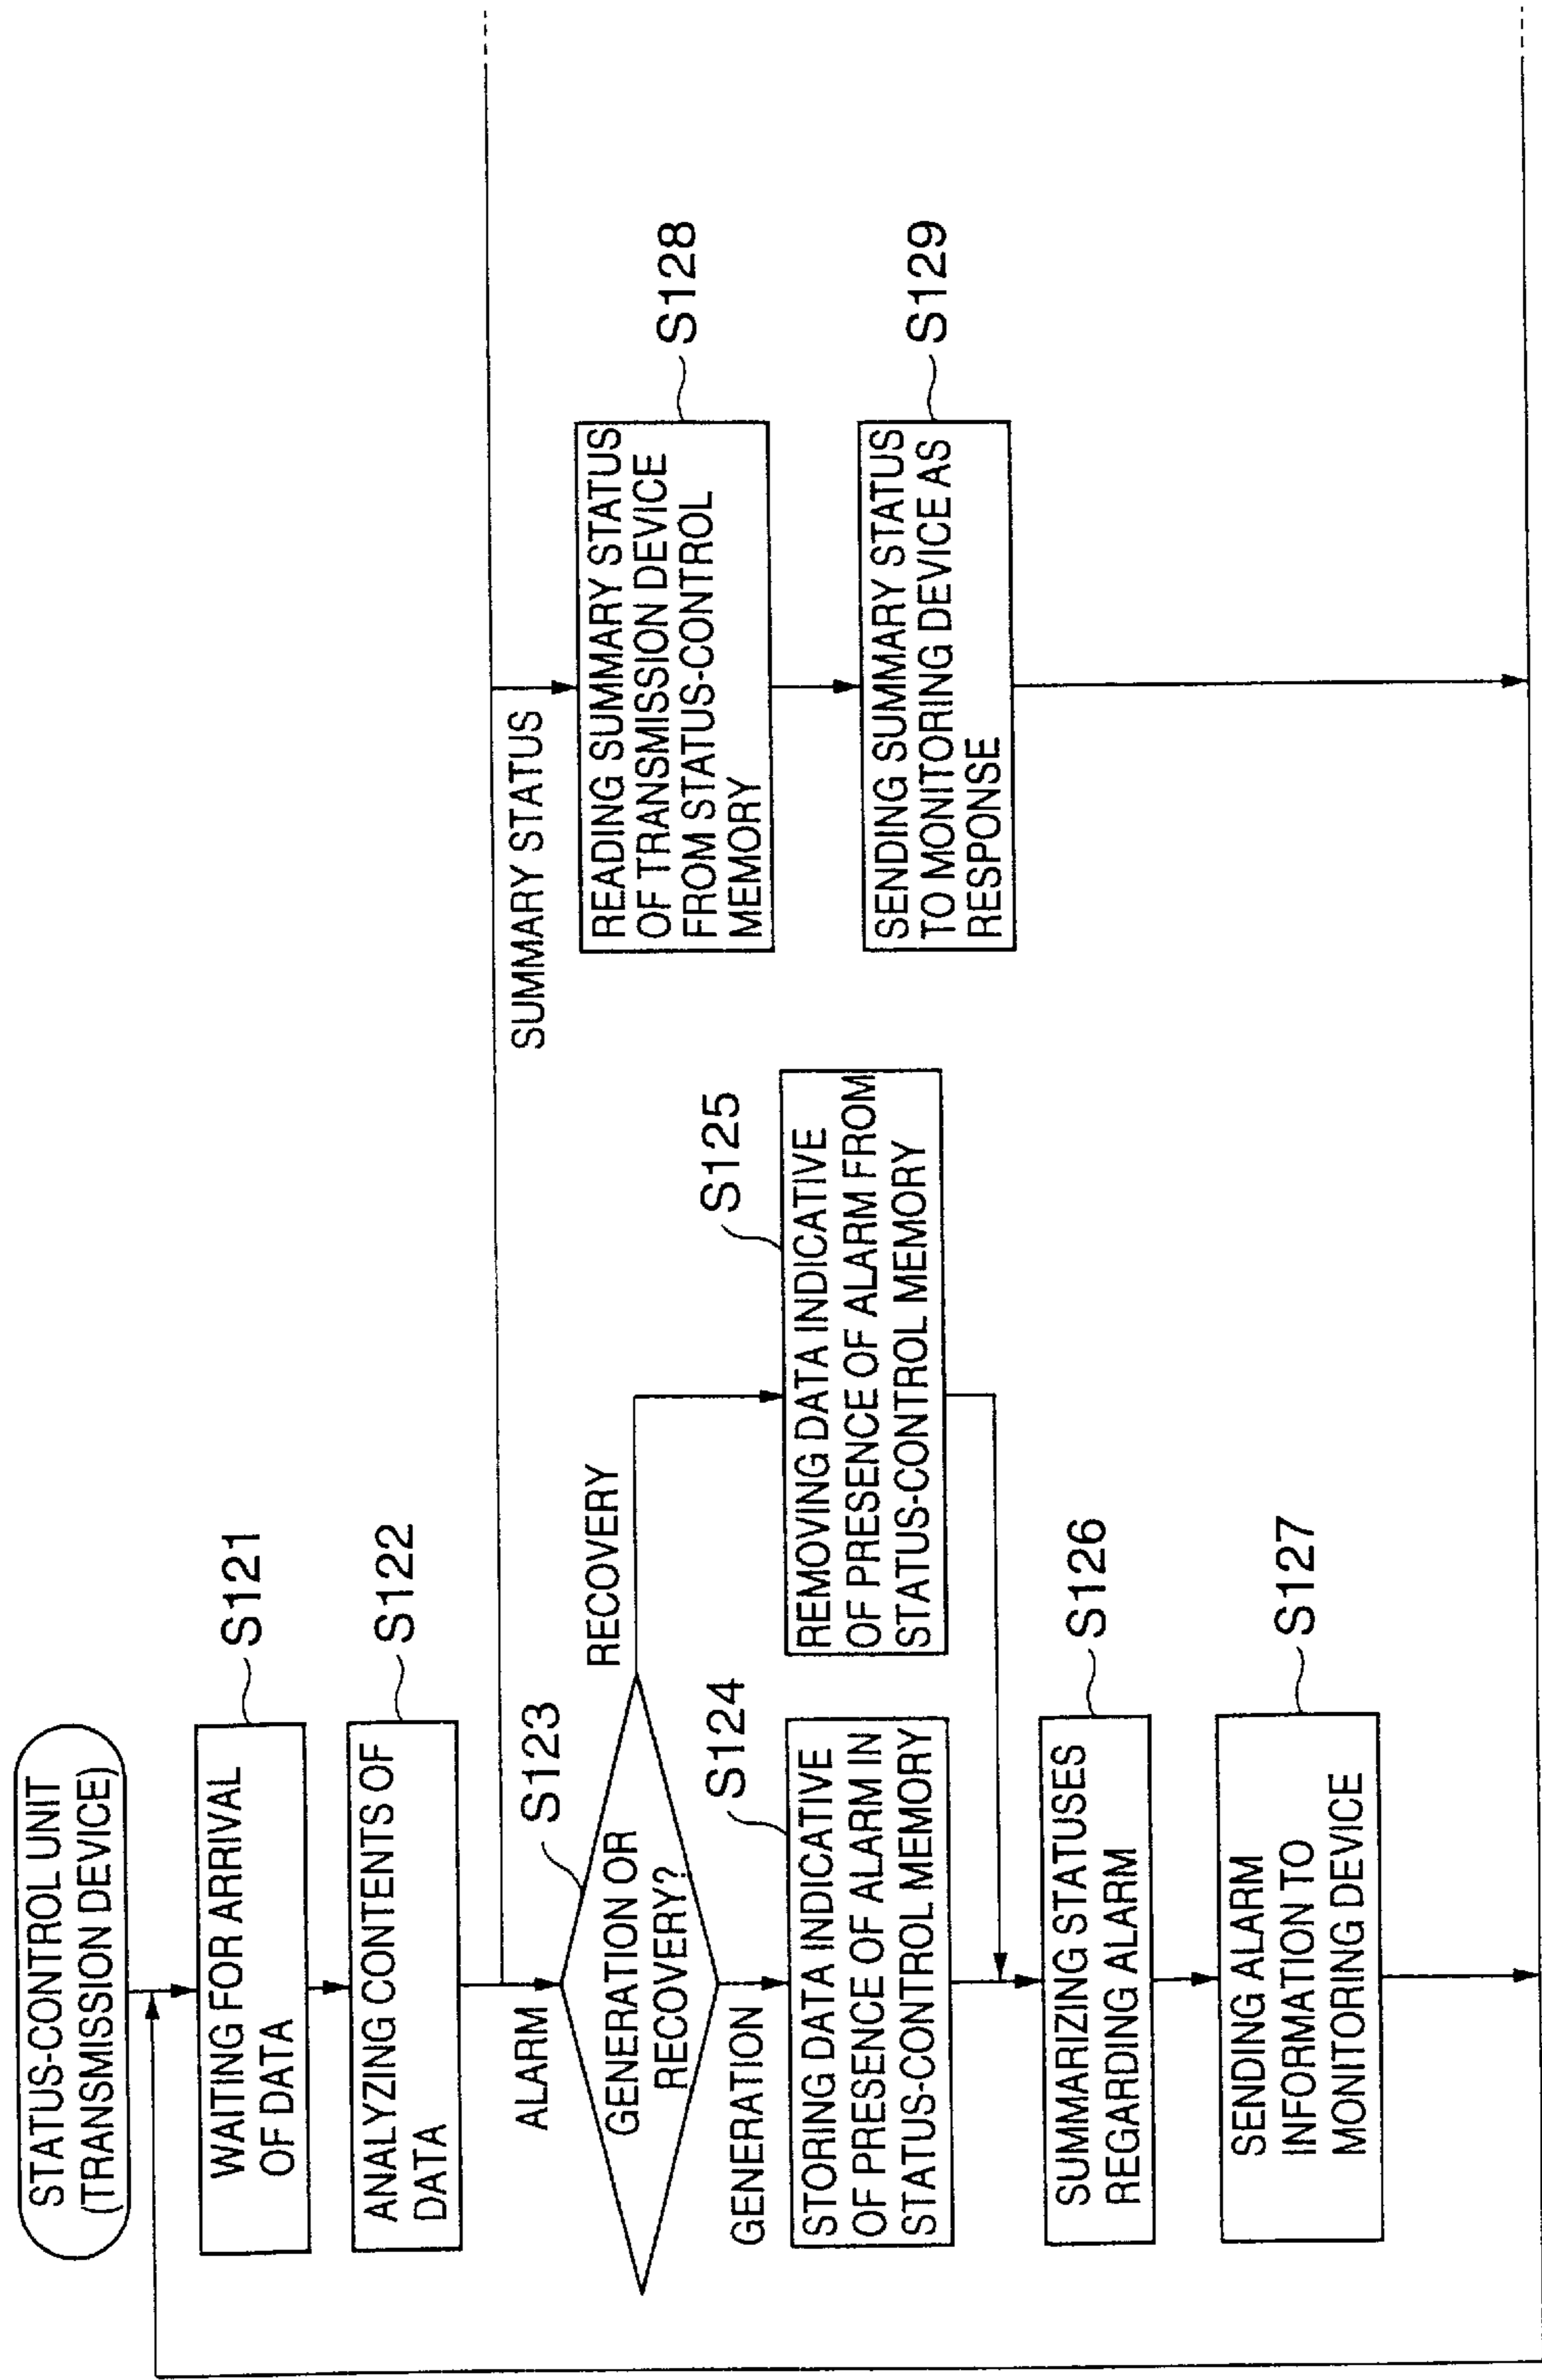 STATUS-CONTROL UNIT
(TRANSMISSION DEVICE)
WAITING FOR ARRIVAL
OF DATA
S121
ANALYZING CONTENTS OF
DATA
S122
ALARM
SUMMARY STATUS
GENERATION OR
RECOVERY?
S123
RECOVERY
GENERATION
STORING DATA INDICATIVE
OF PRESENCE OF ALARM IN
STATUS-CONTROL MEMORY
S124
REMOVING DATA INDICATIVE
OF PRESENCE OF ALARM FROM
STATUS-CONTROL MEMORY
S125
SUMMARIZING STATUSES
REGARDING ALARM
S126
SENDING ALARM
INFORMATION TO
MONITORING DEVICE
S127
READING SUMMARY STATUS
OF TRANSMISSION DEVICE
FROM STATUS-CONTROL
MEMORY
S128
SENDING SUMMARY STATUS
TO MONITORING DEVICE AS
RESPONSE
S129